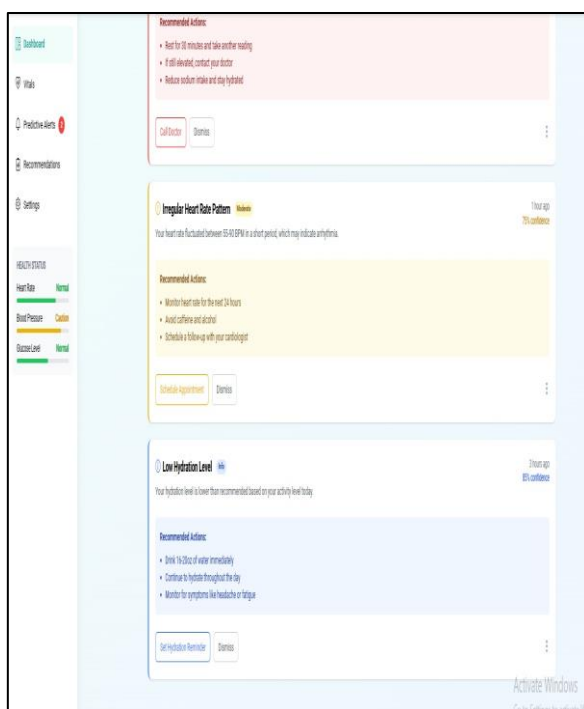 Dashboard
Vitals
Predictive Alerts 2
Recommendations
Settings
HEALTH STATUS
Heart Rate Normal
Blood Pressure Caution
Glucose Level Normal
Recommended Actions:
• Rest for 30 minutes and take another reading
• If still elevated, contact your doctor
• Reduce sodium intake and stay hydrated
Call Doctor Dismiss
Irregular Heart Rate Pattern Moderate 1 hour ago
75% confidence
Your heart rate fluctuated between 55-90 BPM in a short period, which may indicate arrhythmia.
Recommended Actions:
• Monitor heart rate for the next 24 hours
• Avoid caffeine and alcohol
• Schedule a follow-up with your cardiologist
Schedule Appointment Dismiss
Low Hydration Level Info 3 hours ago
85% confidence
Your hydration level is lower than recommended based on your activity level today.
Recommended Actions:
• Drink 16-20oz of water immediately
• Continue to hydrate throughout the day
• Monitor for symptoms like headache or fatigue
Set Hydration Reminder Dismiss
Activate Windows